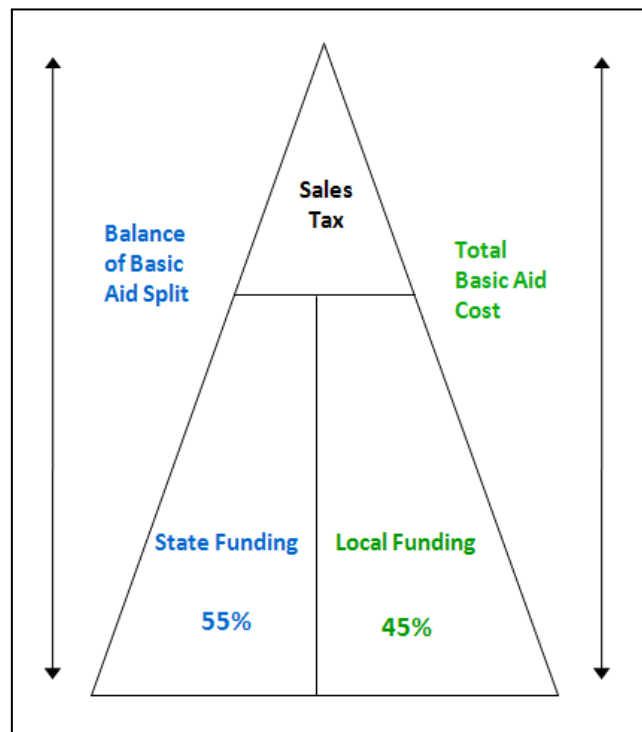 Sales
Tax
Balance
of Basic
Aid Split
Total
Basic Aid
Cost
State Funding
Local Funding
55%
45%